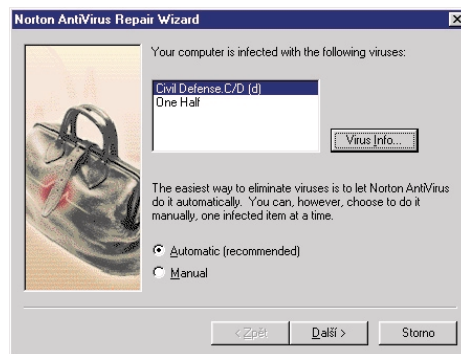 Norton AntiVirus Repair Wizard
Your computer is infected with the following viruses:
Civil Defense.C/D (d)
One Half
Virus Info...
The easiest way to eliminate viruses is to let Norton AntiVirus
do it automatically. You can, however, choose to do it
manually, one infected item at a time.
Automatic (recommended)
Manual
< Zpět
Další >
Storno